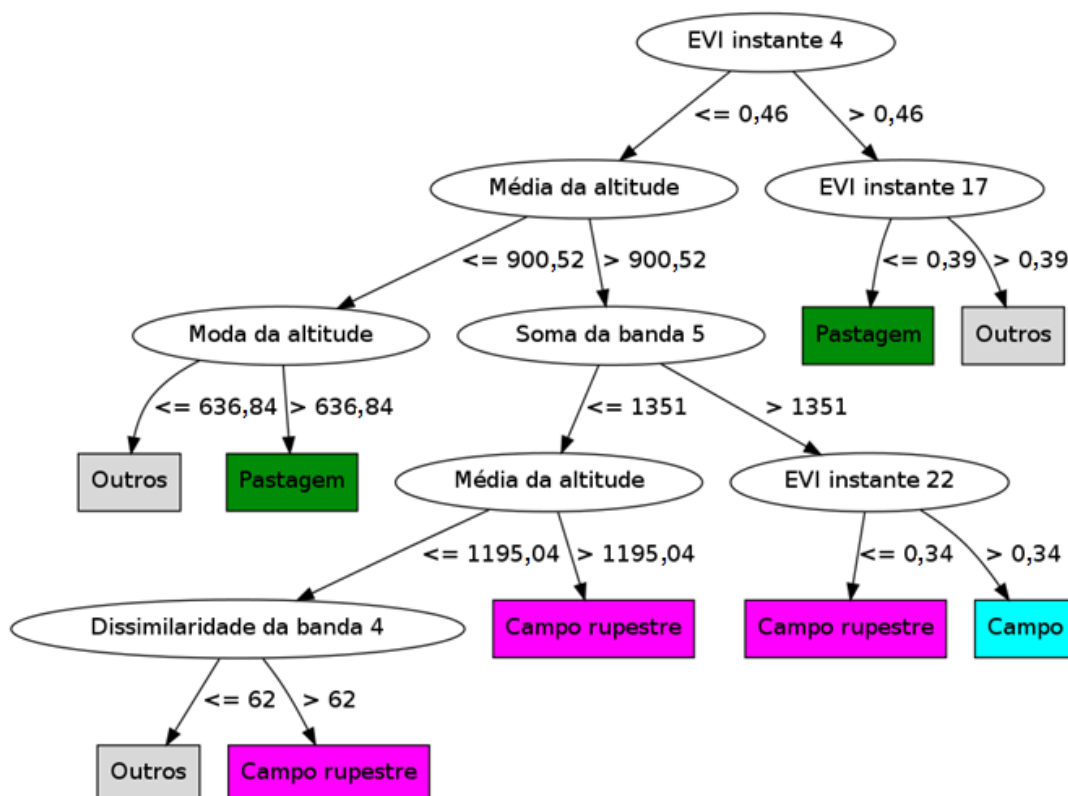 EVI instante 4
<= 0,46
> 0,46
Média da altitude
EVI instante 17
<= 900,52
> 900,52
<= 0,39
> 0,39
Moda da altitude
Soma da banda 5
Pastagem
Outros
<= 636,84
> 636,84
<= 1351
> 1351
Outros
Pastagem
Média da altitude
EVI instante 22
<= 1195,04
> 1195,04
<= 0,34
> 0,34
Dissimilaridade da banda 4
Campo rupestre
Campo rupestre
Campo
<= 62
> 62
Outros
Campo rupestre